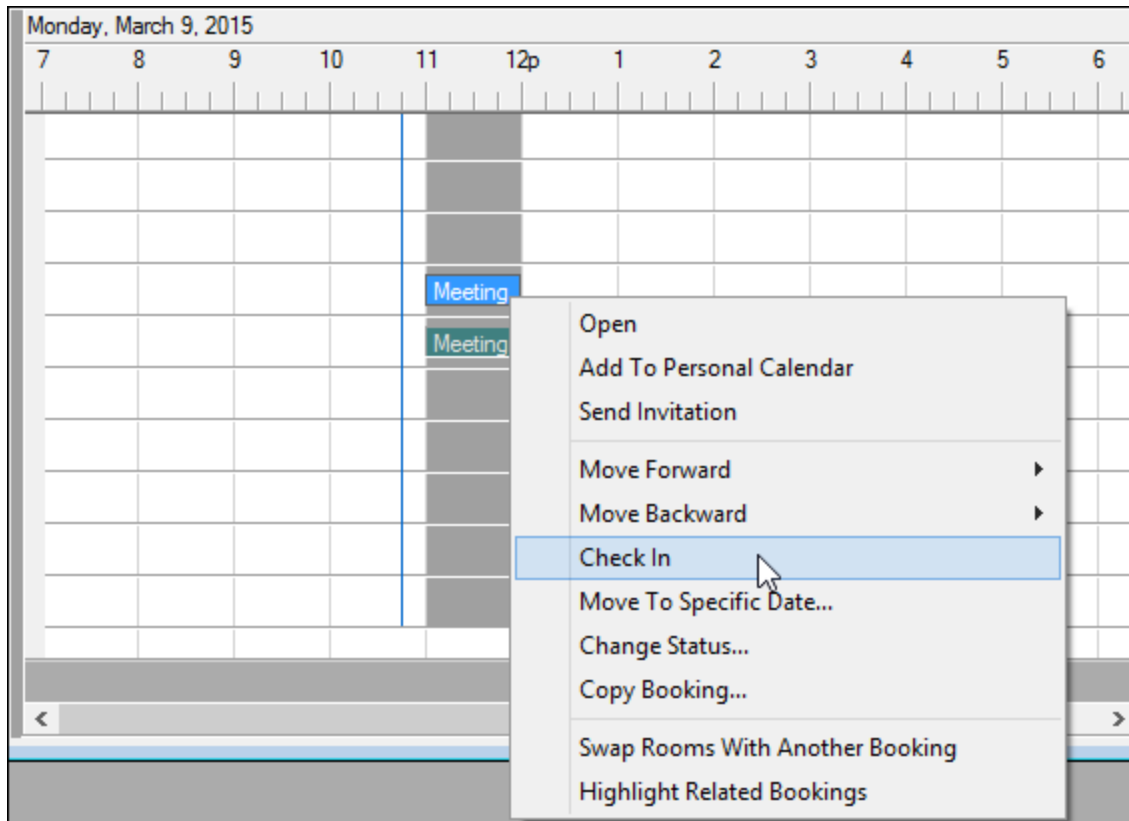 Monday, March 9, 2015
7 8 9 10 11 12p 1 2 3 4 5 6
Meeting
Meeting
Open
Add To Personal Calendar
Send Invitation
Move Forward
Move Backward
Check In
Move To Specific Date...
Change Status...
Copy Booking...
Swap Rooms With Another Booking
Highlight Related Bookings